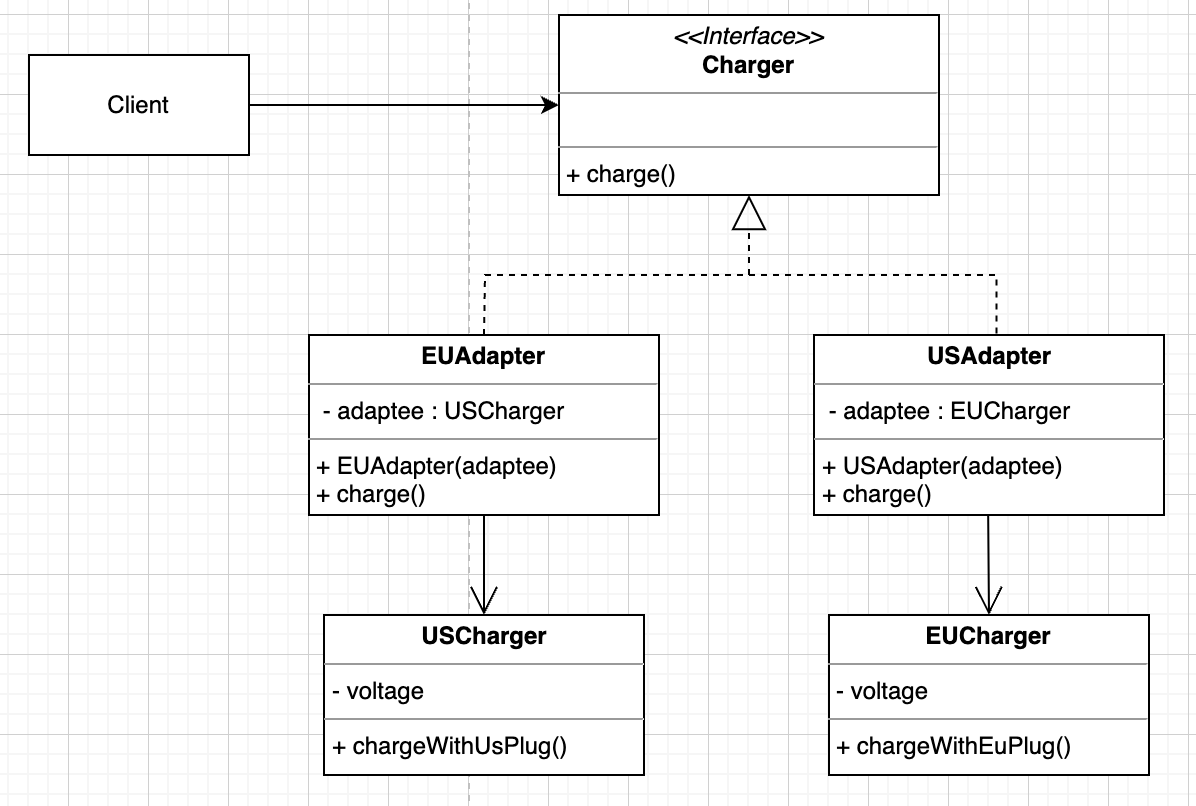 Client
<<Interface>>
Charger
+ charge()
EUAdapter
- adaptee : USCharger
+ EUAdapter(adaptee)
+ charge()
USAdapter
- adaptee : EUCharger
+ USAdapter(adaptee)
+ charge()
USCharger
- voltage
+ chargeWithUsPlug()
EUCharger
- voltage
+ chargeWithEuPlug()